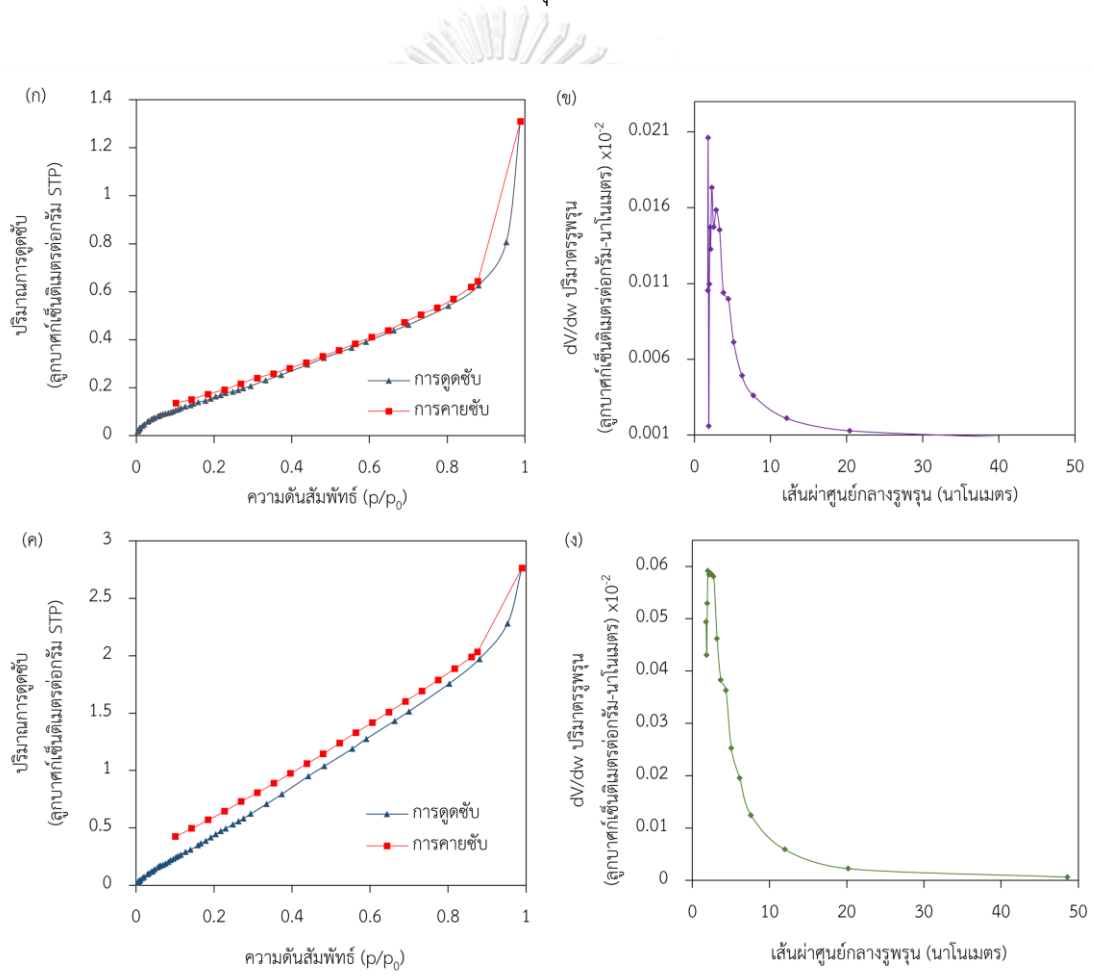 (ก)
1.4
1.2
1
0.8
0.6
0.4
0.2
0
ปริมาณการดูดซับ
(ลูกบาศก์เซ็นติเมตรต่อกรัม STP)
การดูดซับ
การคายซับ
0 0.2 0.4 0.6 0.8 1
ความดันสัมพัทธ์ (p/p0)
(ข)
0.021
0.016
0.011
0.006
0.001
dV/dw ปริมาตรรูพรุน
(ลูกบาศก์เซ็นติเมตรต่อกรัม-นาโนเมตร) x10-2
0 10 20 30 40 50
เส้นผ่าศูนย์กลางรูพรุน (นาโนเมตร)
(ค)
3
2.5
2
1.5
1
0.5
0
ปริมาณการดูดซับ
(ลูกบาศก์เซ็นติเมตรต่อกรัม STP)
การดูดซับ
การคายซับ
0 0.2 0.4 0.6 0.8 1
ความดันสัมพัทธ์ (p/p0)
(ง)
0.06
0.05
0.04
0.03
0.02
0.01
0
dV/dw ปริมาตรรูพรุน
(ลูกบาศก์เซ็นติเมตรต่อกรัม-นาโนเมตร) x10-2
0 10 20 30 40 50
เส้นผ่าศูนย์กลางรูพรุน (นาโนเมตร)